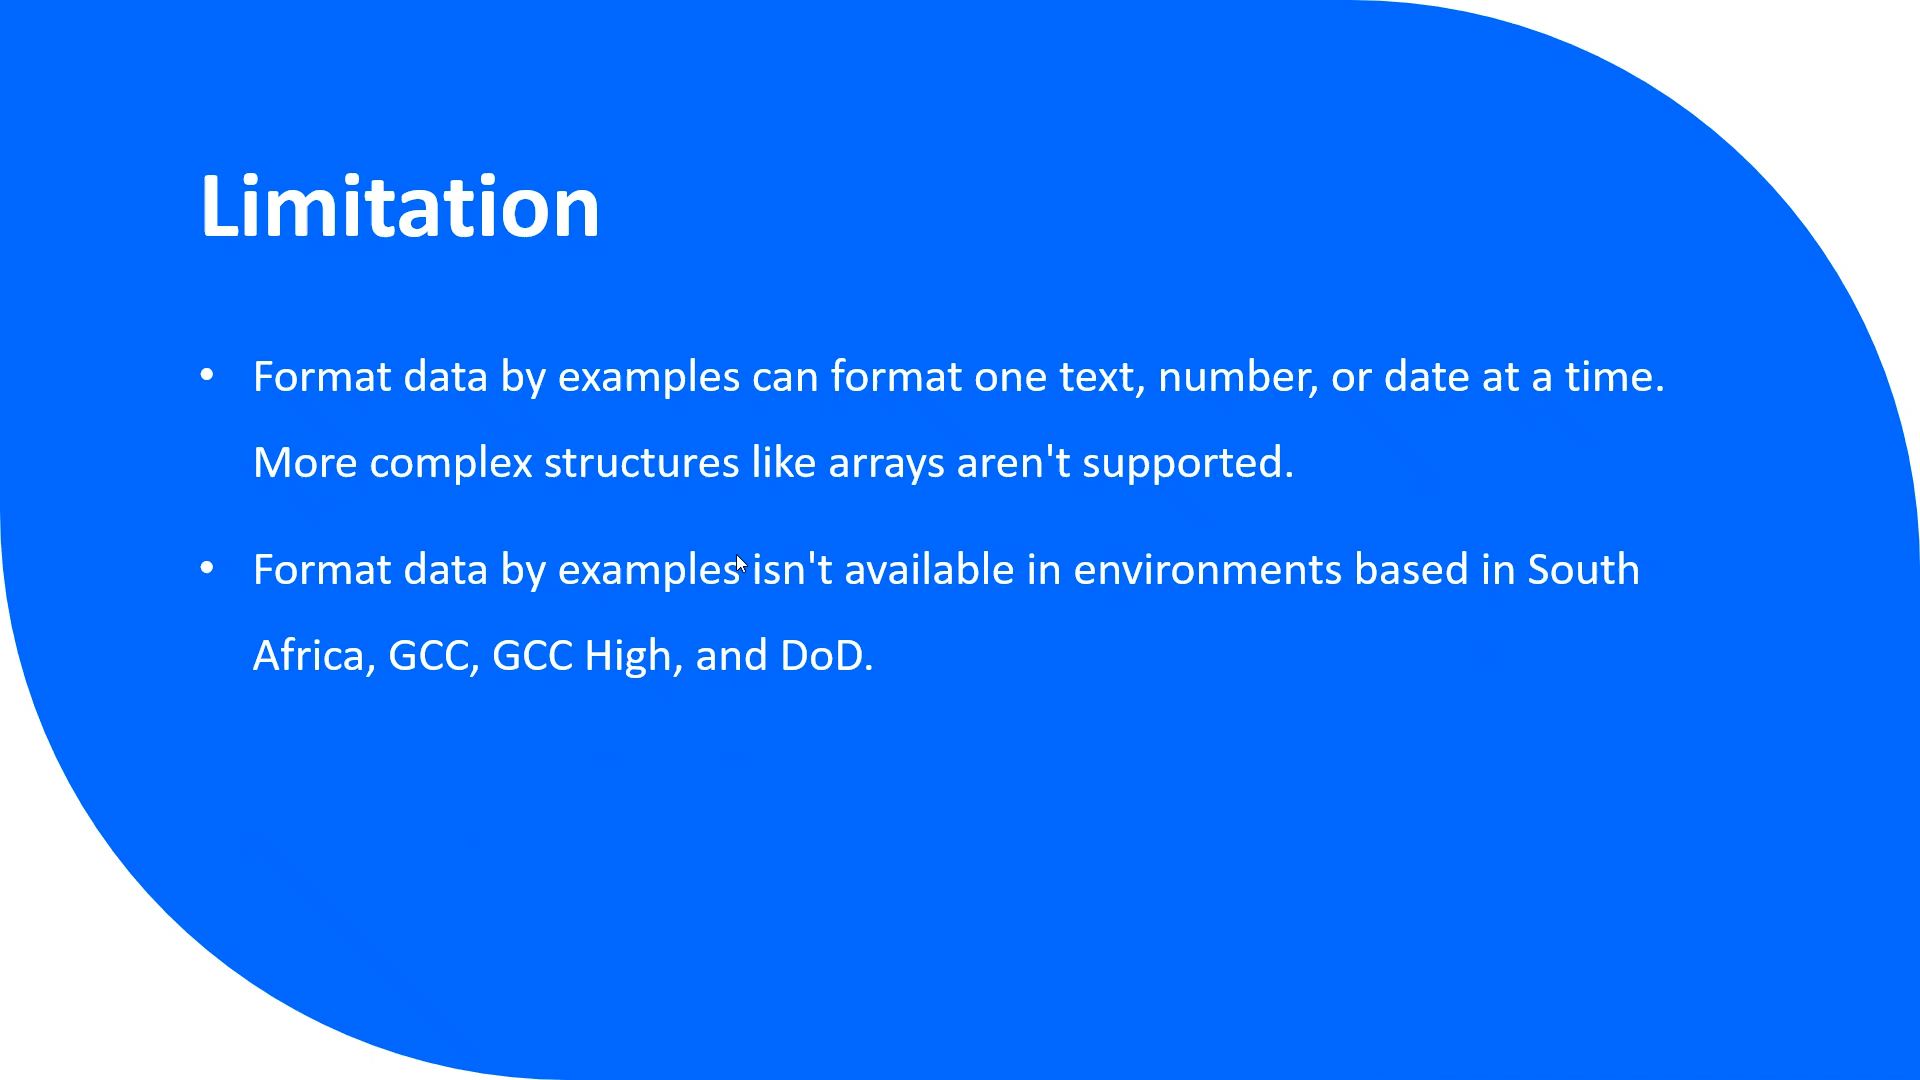 Limitation
• Format data by examples can format one text, number, or date at a time.
More complex structures like arrays aren't supported.
• Format data by examples isn't available in environments based in South
Africa, GCC, GCC High, and DoD.